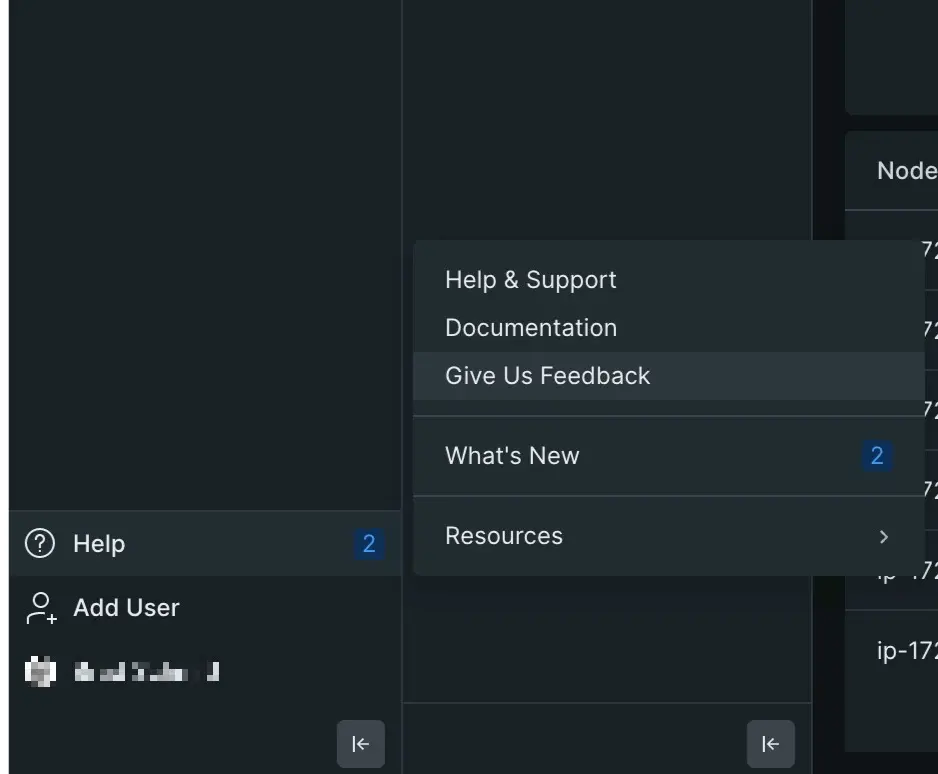 Node
72
Help & Support
Documentation
72
Give Us Feedback
72
What's New
2
72
Resources
Help
2
ip-172
Add User
ip-172